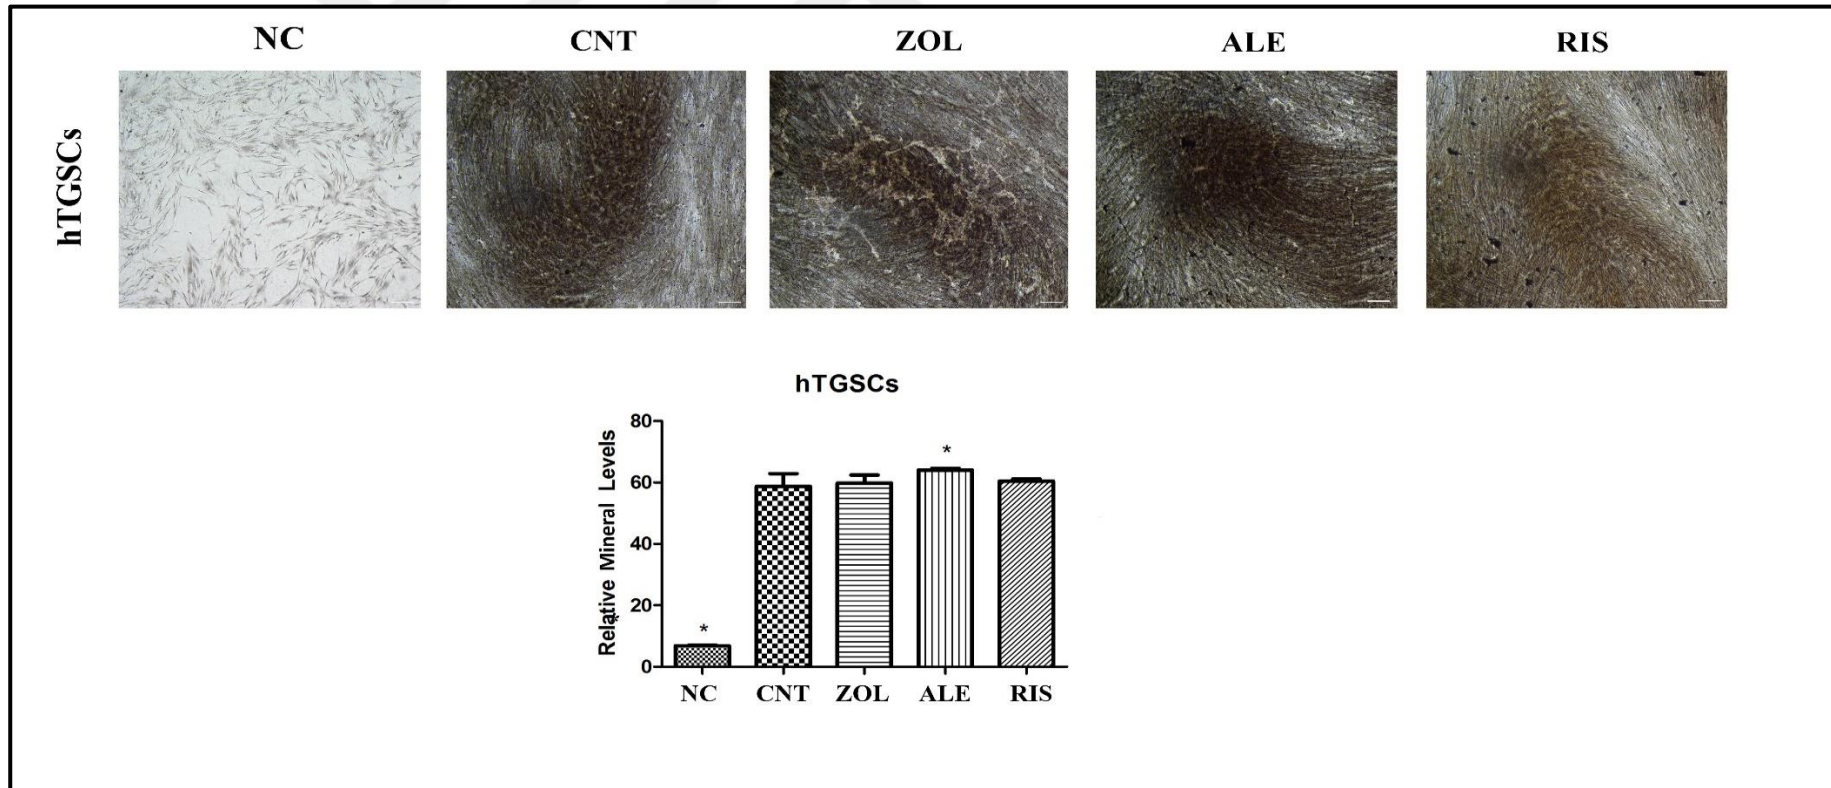 NC CNT ZOL ALE RIS
hTGSCs
hTGSCs
Relative Mineral Levels
80
60
40
20
0
*
*
*
NC CNT ZOL ALE RIS